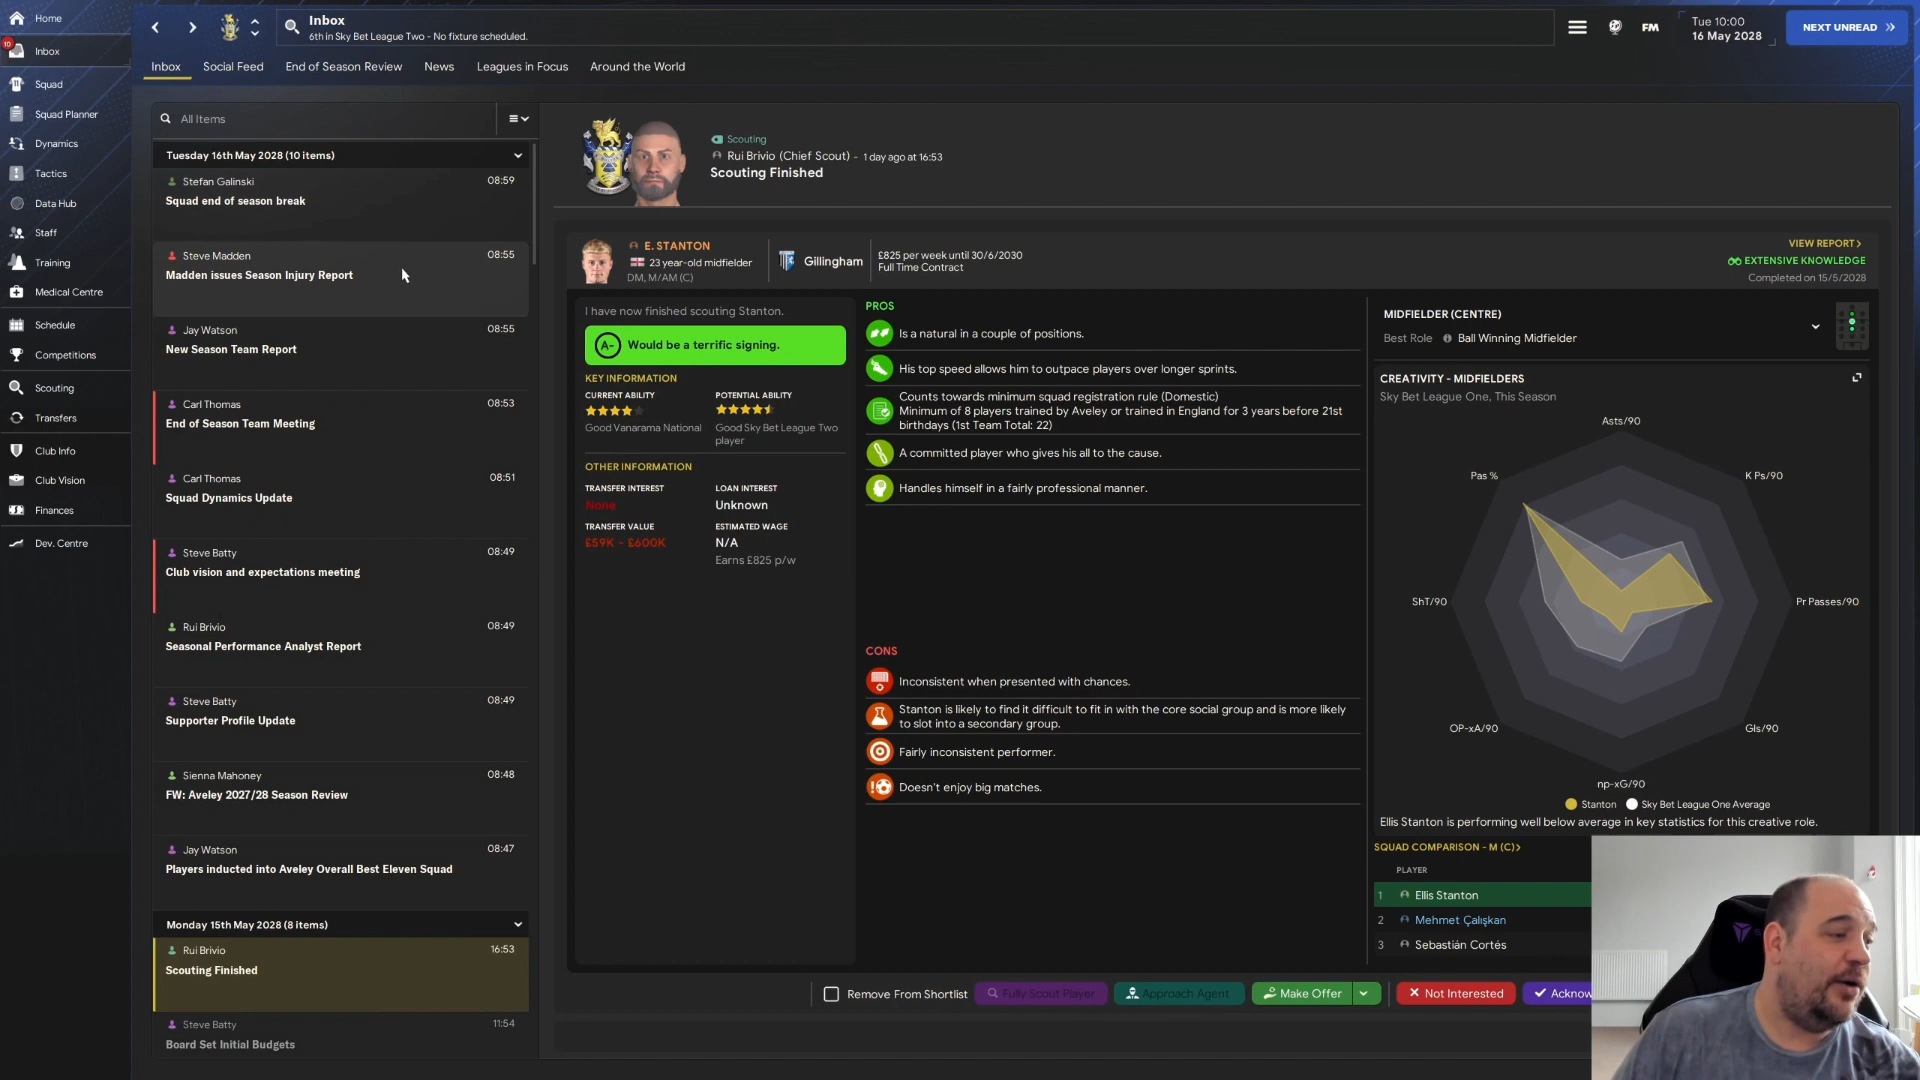 Home
Inbox
10
Squad
Squad Planner
Dynamics
Tactics
Data Hub
Staff
Training
Medical Centre
Schedule
Competitions
Scouting
Transfers
Club Info
Club Vision
Finances
Dev. Centre
Inbox
6th in Sky Bet League Two - No fixture scheduled.
FM
Tue 10:00
16 May 2028
NEXT UNREAD
Inbox
Social Feed
End of Season Review
News
Leagues in Focus
Around the World
All Items
Tuesday 16th May 2028 (10 items)
Stefan Galinski 08:59
Squad end of season break
Steve Madden 08:55
Madden issues Season Injury Report
Jay Watson 08:55
New Season Team Report
Carl Thomas 08:53
End of Season Team Meeting
Carl Thomas 08:51
Squad Dynamics Update
Steve Batty 08:49
Club vision and expectations meeting
Rui Brivio 08:49
Seasonal Performance Analyst Report
Steve Batty 08:49
Supporter Profile Update
Sienna Mahoney 08:48
FW: Aveley 2027/28 Season Review
Jay Watson 08:47
Players inducted into Aveley Overall Best Eleven Squad
Monday 15th May 2028 (8 items)
Rui Brivio 16:53
Scouting Finished
Steve Batty 11:54
Board Set Initial Budgets
Scouting
Rui Brivio (Chief Scout) - 1 day ago at 16:53
Scouting Finished
E. STANTON
23 year-old midfielder
DM, M/AM (C)
Gillingham
£825 per week until 30/6/2030
Full Time Contract
VIEW REPORT >
EXTENSIVE KNOWLEDGE
Completed on 15/5/2028
I have now finished scouting Stanton.
A- Would be a terrific signing.
KEY INFORMATION
CURRENT ABILITY
Good Vanarama National
POTENTIAL ABILITY
Good Sky Bet League Two
player
OTHER INFORMATION
TRANSFER INTEREST
None
LOAN INTEREST
Unknown
TRANSFER VALUE
£59K - £600K
ESTIMATED WAGE
N/A
Earns £825 p/w
PROS
Is a natural in a couple of positions.
His top speed allows him to outpace players over longer sprints.
Counts towards minimum squad registration rule (Domestic)
Minimum of 8 players trained by Aveley or trained in England for 3 years before 21st
birthdays (1st Team Total: 22)
A committed player who gives his all to the cause.
Handles himself in a fairly professional manner.
CONS
Inconsistent when presented with chances.
Stanton is likely to find it difficult to fit in with the core social group and is more likely
to slot into a secondary group.
Fairly inconsistent performer.
Doesn't enjoy big matches.
MIDFIELDER (CENTRE)
Best Role Ball Winning Midfielder
CREATIVITY - MIDFIELDERS
Sky Bet League One, This Season
Asts/90
K Ps/90
Pr Passes/90
Gls/90
np-xG/90
OP-xA/90
ShT/90
Pas %
Stanton
Sky Bet League One Average
Ellis Stanton is performing well below average in key statistics for this creative role.
SQUAD COMPARISON - M (C) >
PLAYER
1 Ellis Stanton
2 Mehmet Çalışkan
3 Sebastián Cortés
Remove From Shortlist
Fully Scout Player
Approach Agent
Make Offer
Not Interested
Acknow